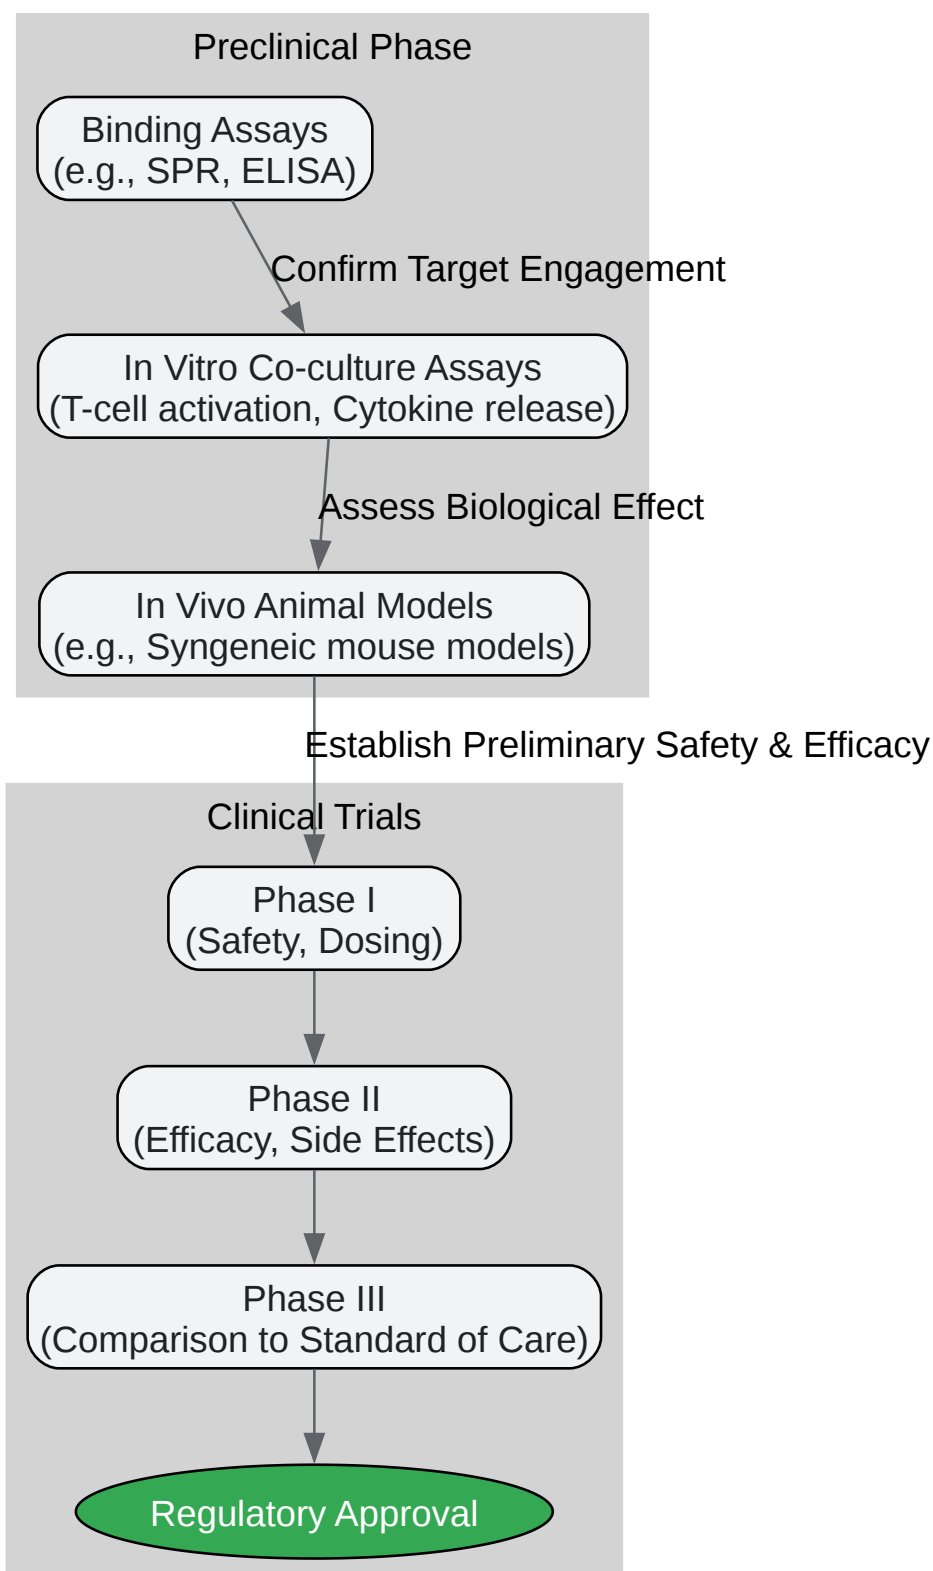 Preclinical Phase
Binding Assays
(e.g., SPR, ELISA)
Confirm Target Engagement
In Vitro Co-culture Assays
(T-cell activation, Cytokine release)
Assess Biological Effect
In Vivo Animal Models
(e.g., Syngeneic mouse models)
Establish Preliminary Safety & Efficacy
Clinical Trials
Phase I
(Safety, Dosing)
Phase II
(Efficacy, Side Effects)
Phase III
(Comparison to Standard of Care)
Regulatory Approval